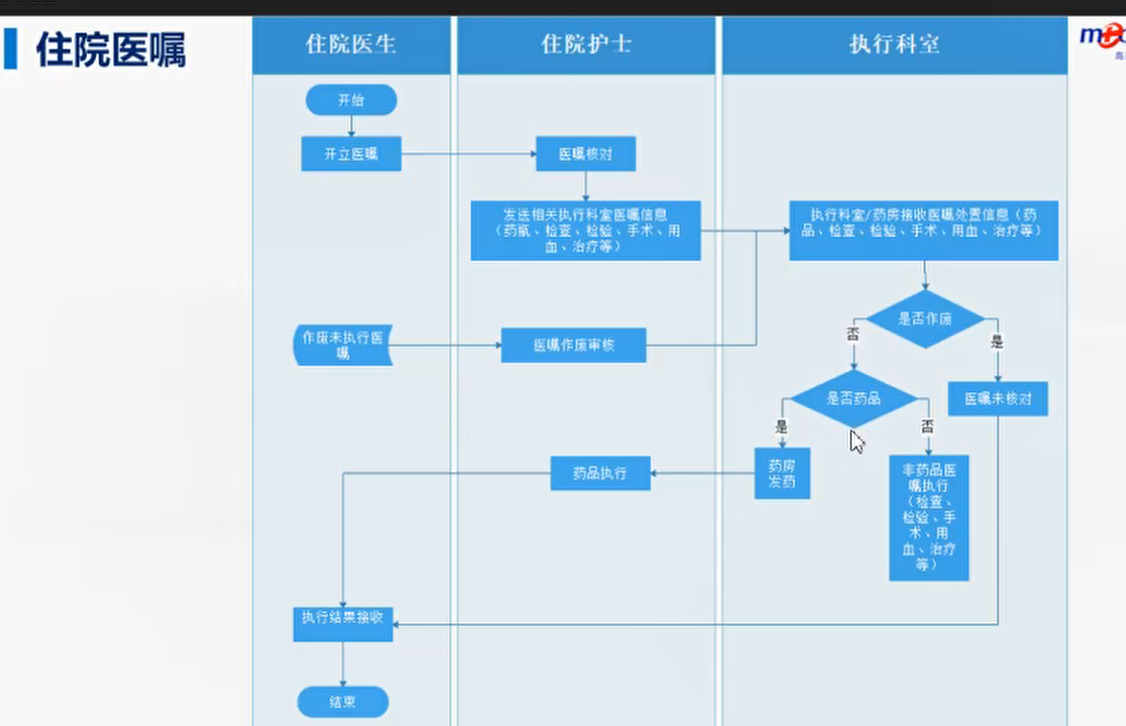 住院医嘱
住院医生
住院护士
执行科室
开始
开立医嘱
医嘱核对
发送相关执行科室医嘱信息
（药瓶、检查、检验、手术、用
血、治疗等）
执行科室/药房接收医嘱处置信息（药
品、检查、检验、手术、用血、治疗等）
是否作废
否
是
作废未执行医
嘱
医嘱作废审核
是否药品
医嘱未核对
是
否
药品执行
药房
发药
非药品医
嘱执行
（检查、
检验、手
术、用
血、治疗
等）
执行结果接收
结束